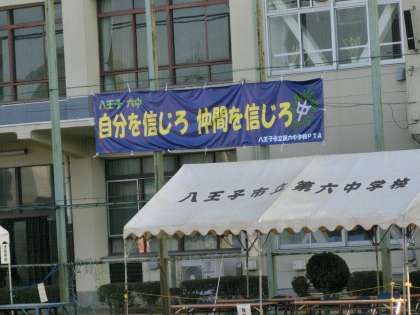 八王子 六中
自分を信じろ 仲間を信じろ
中
八王子市立第六中学校PTA
八王子市立第六中学校